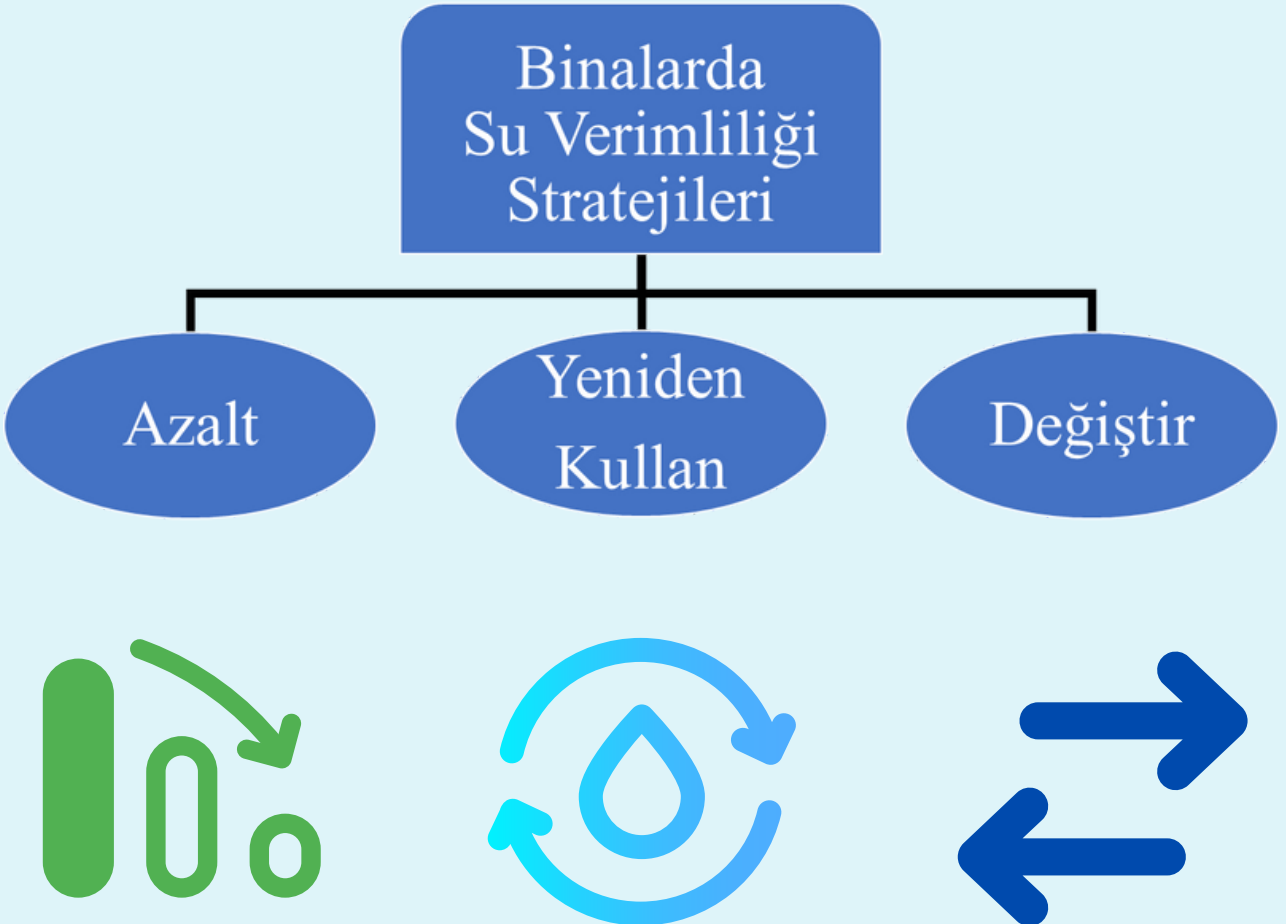 Binalarda
Su Verimliliği
Stratejileri
Azalt
Yeniden
Kullan
Değiştir